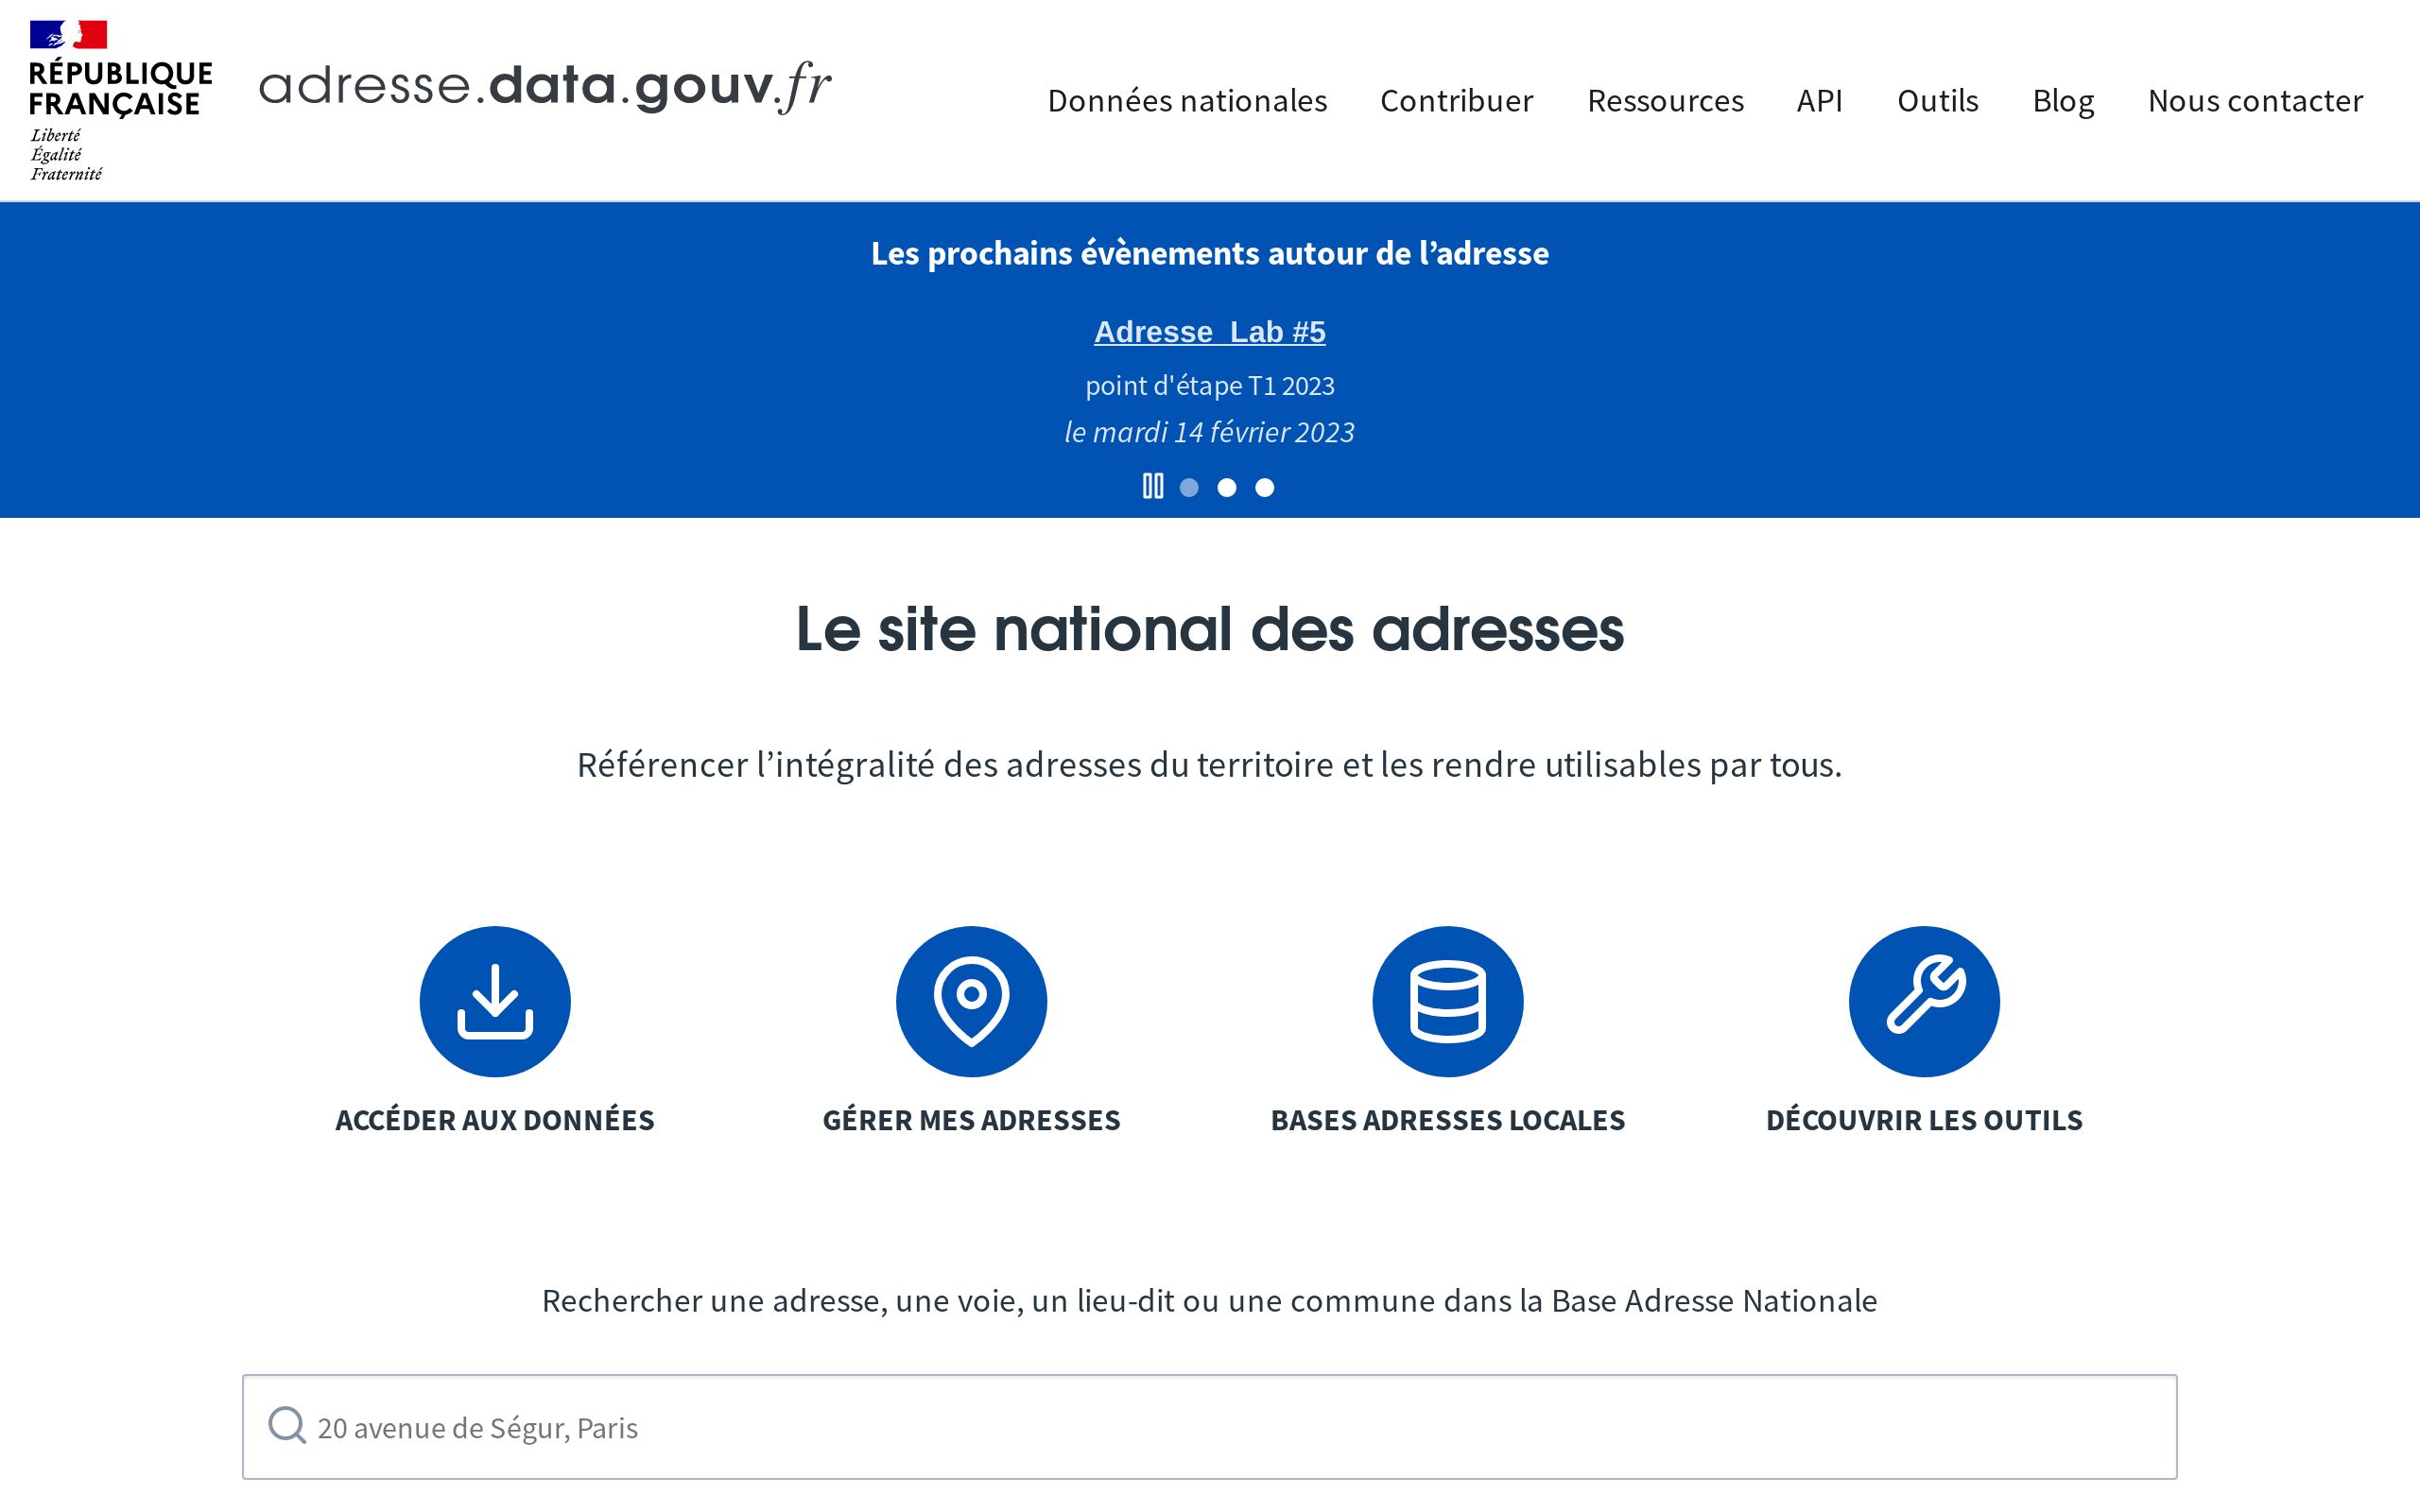 RÉPUBLIQUE
FRANÇAISE
Liberté
Égalité
Fraternité
adresse.data.gouv.fr
Données nationales
Contribuer
Ressources
API
Outils
Blog
Nous contacter
Les prochains évènements autour de l’adresse
Adresse_Lab #5
point d'étape T1 2023
le mardi 14 février 2023
Le site national des adresses
Référencer l’intégralité des adresses du territoire et les rendre utilisables par tous.
ACCÉDER AUX DONNÉES
GÉRER MES ADRESSES
BASES ADRESSES LOCALES
DÉCOUVRIR LES OUTILS
Rechercher une adresse, une voie, un lieu-dit ou une commune dans la Base Adresse Nationale
20 avenue de Ségur, Paris